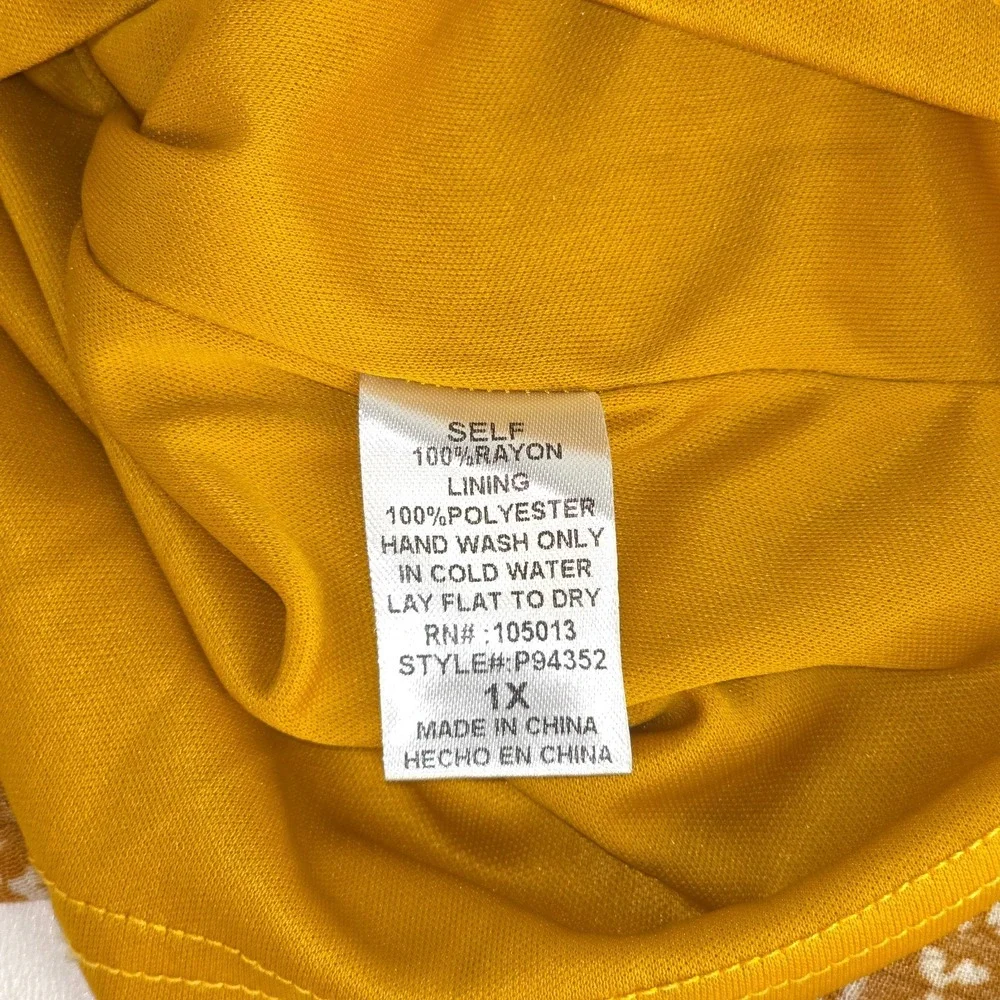 SELF
100%RAYON
LINING
100%POLYESTER
HAND WASH ONLY
IN COLD WATER
LAY FLAT TO DRY
RN# :105013
STYLE#:P94352
1X
MADE IN CHINA
HECHO EN CHINA